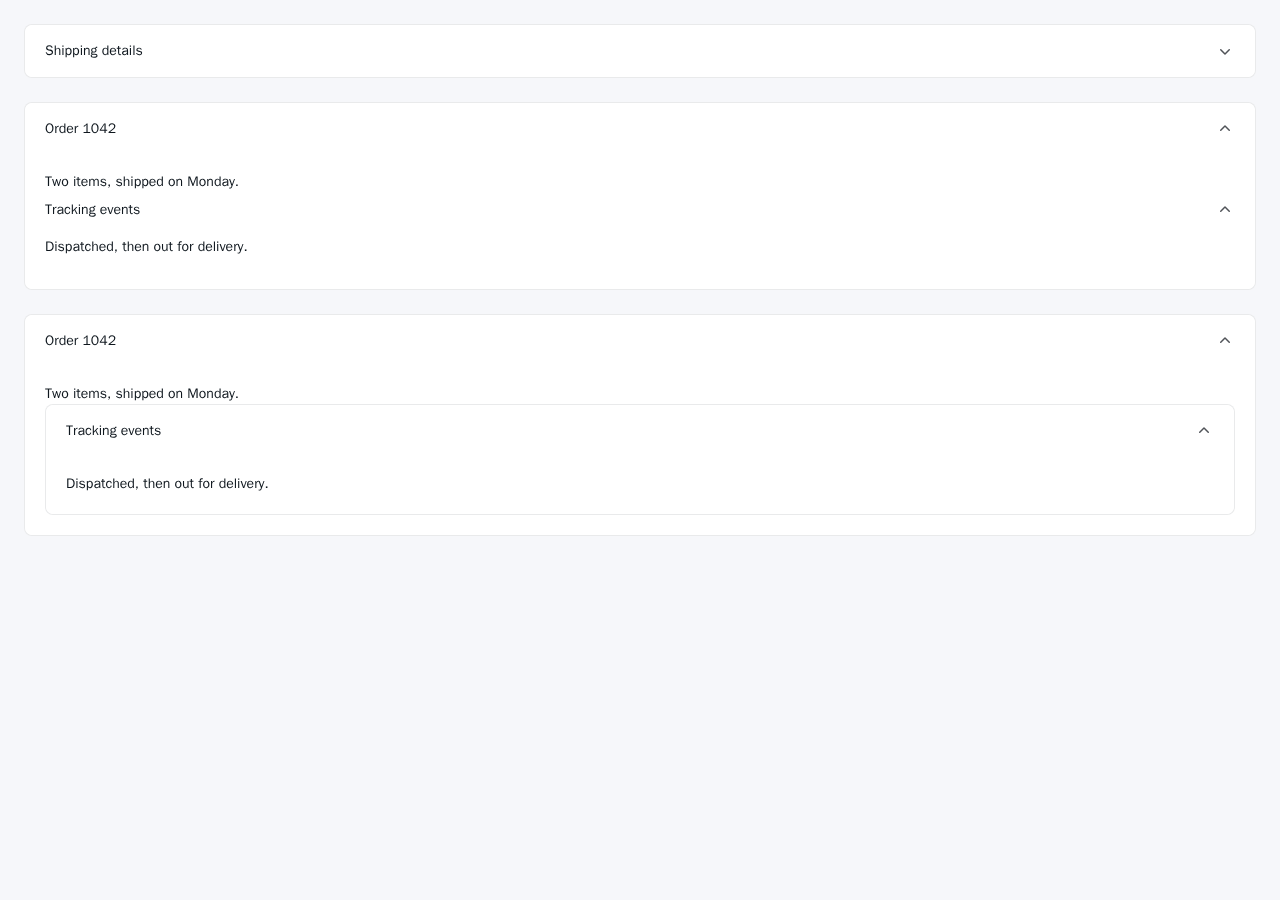 Shipping details
Order 1042
Two items, shipped on Monday.
Tracking events
Dispatched, then out for delivery.
Order 1042
Two items, shipped on Monday.
Tracking events
Dispatched, then out for delivery.